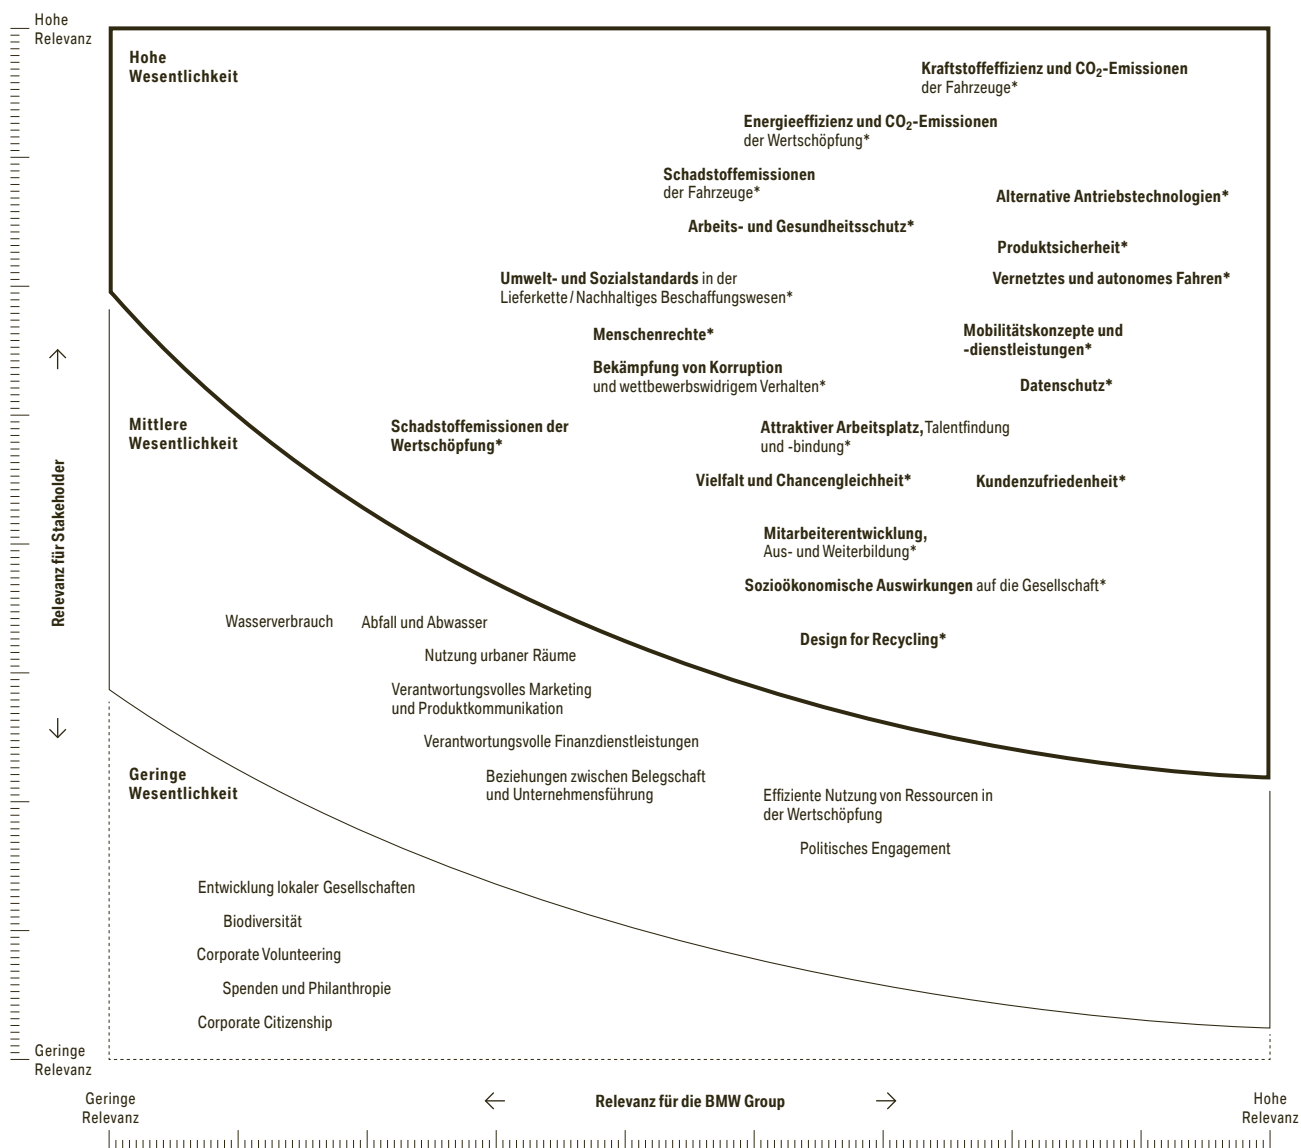 Hohe
Relevanz
Hohe
Wesentlichkeit
Kraftstoffeffizienz und CO₂-Emissionen
der Fahrzeuge*
Energieeffizienz und CO₂-Emissionen
der Wertschöpfung*
Schadstoffemissionen
der Fahrzeuge*
Alternative Antriebstechnologien*
Arbeits- und Gesundheitsschutz*
Produktsicherheit*
Umwelt- und Sozialstandards in der
Lieferkette / Nachhaltiges Beschaffungswesen*
Vernetztes und autonomes Fahren*
Menschenrechte*
Mobilitätskonzepte und
-dienstleistungen*
Bekämpfung von Korruption
und wettbewerbswidrigem Verhalten*
Datenschutz*
Mittlere
Wesentlichkeit
Schadstoffemissionen der
Wertschöpfung*
Attraktiver Arbeitsplatz, Talentfindung
und -bindung*
Vielfalt und Chancengleichheit*
Kundenzufriedenheit*
Mitarbeiterentwicklung,
Aus- und Weiterbildung*
Sozioökonomische Auswirkungen auf die Gesellschaft*
Relevanz für Stakeholder
Wasserverbrauch
Abfall und Abwasser
Design for Recycling*
Nutzung urbaner Räume
Verantwortungsvolles Marketing
und Produktkommunikation
Verantwortungsvolle Finanzdienstleistungen
Geringe
Wesentlichkeit
Beziehungen zwischen Belegschaft
und Unternehmensführung
Effiziente Nutzung von Ressourcen in
der Wertschöpfung
Politisches Engagement
Entwicklung lokaler Gesellschaften
Biodiversität
Corporate Volunteering
Spenden und Philanthropie
Corporate Citizenship
Geringe
Relevanz
Geringe
Relevanz
Relevanz für die BMW Group
Hohe
Relevanz